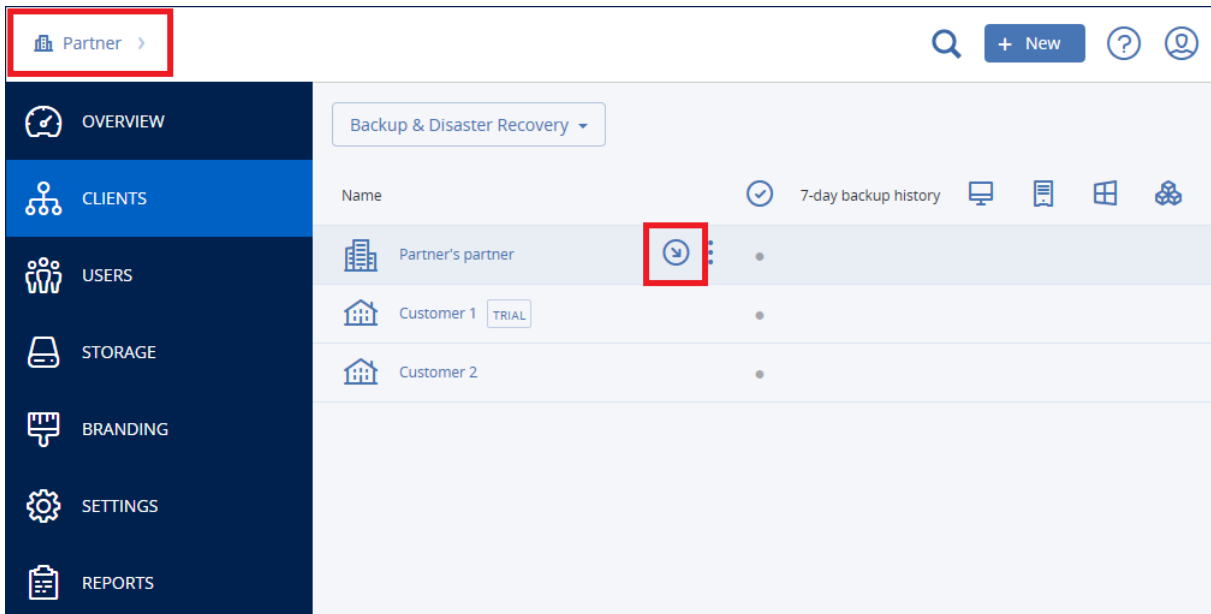 Partner
+ New
OVERVIEW
CLIENTS
USERS
STORAGE
BRANDING
SETTINGS
REPORTS
Backup & Disaster Recovery
Name 7-day backup history
Partner's partner
Customer 1 TRIAL
Customer 2